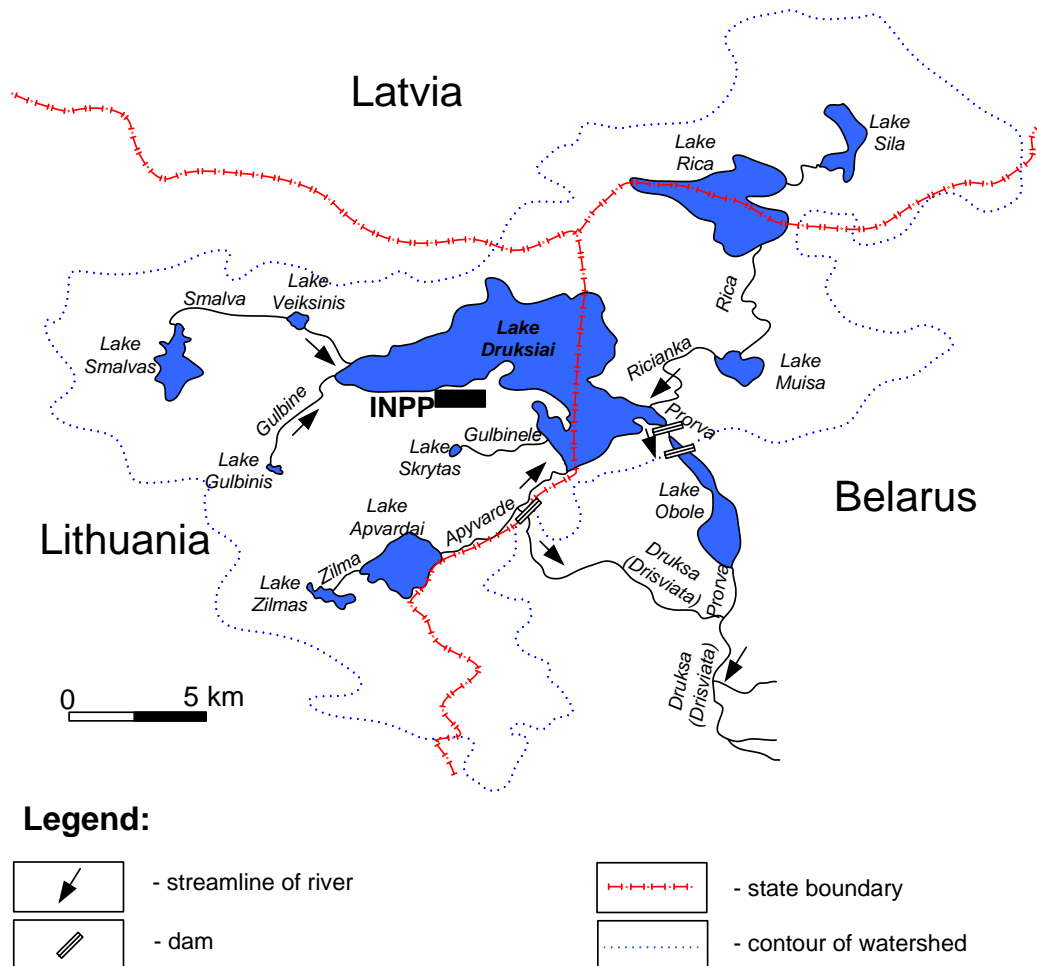 Latvia
Lake
Sila
Lake
Rica
Rica
Smalva
Lake
Veiksinis
Lake
Smalvas
Lake
Druksiai
Ricianka
Lake
Muisa
Gulbine
INPP
Prorva
Gulbinele
Lake
Skrytas
Lake
Gulbinis
Lake
Obole
Belarus
Lithuania
Lake
Apvardai
Apyvarde
Zilma
Lake
Zilmas
Druksa
(Drisviata)
Prorva
Druksa
(Drisviata)
0
5 km
Legend:
- streamline of river
- state boundary
- dam
- contour of watershed